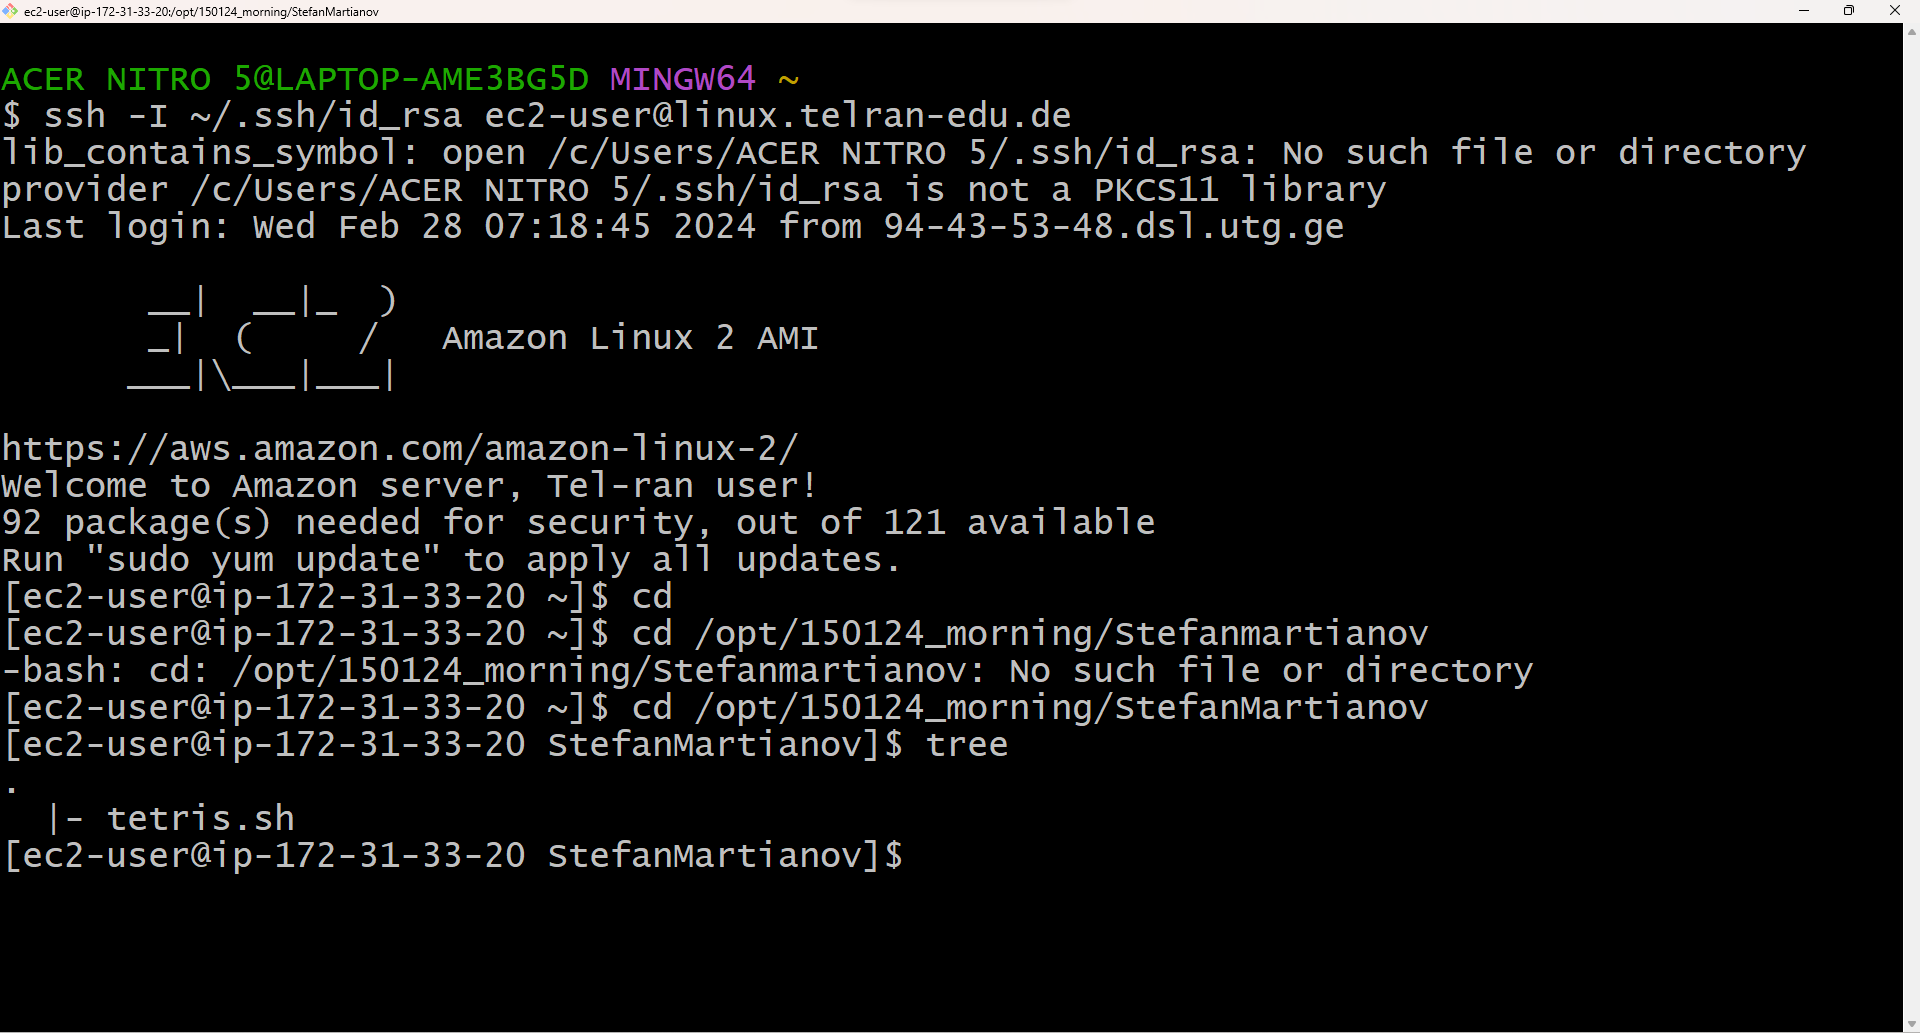 ec2-user@ip-172-31-33-20:/opt/150124_morning/StefanMartianov
ACER NITRO 5@LAPTOP-AME3BG5D MINGW64 ~
$ ssh -I ~/.ssh/id_rsa ec2-user@linux.telran-edu.de
lib_contains_symbol: open /c/Users/ACER NITRO 5/.ssh/id_rsa: No such file or directory
provider /c/Users/ACER NITRO 5/.ssh/id_rsa is not a PKCS11 library
Last login: Wed Feb 28 07:18:45 2024 from 94-43-53-48.dsl.utg.ge
       __|  __|_  )
       _|  (     /   Amazon Linux 2 AMI
      ___|\___|___|
https://aws.amazon.com/amazon-linux-2/
Welcome to Amazon server, Tel-ran user!
92 package(s) needed for security, out of 121 available
Run "sudo yum update" to apply all updates.
[ec2-user@ip-172-31-33-20 ~]$ cd
[ec2-user@ip-172-31-33-20 ~]$ cd /opt/150124_morning/Stefanmartianov
-bash: cd: /opt/150124_morning/Stefanmartianov: No such file or directory
[ec2-user@ip-172-31-33-20 ~]$ cd /opt/150124_morning/StefanMartianov
[ec2-user@ip-172-31-33-20 StefanMartianov]$ tree
.
  |- tetris.sh
[ec2-user@ip-172-31-33-20 StefanMartianov]$